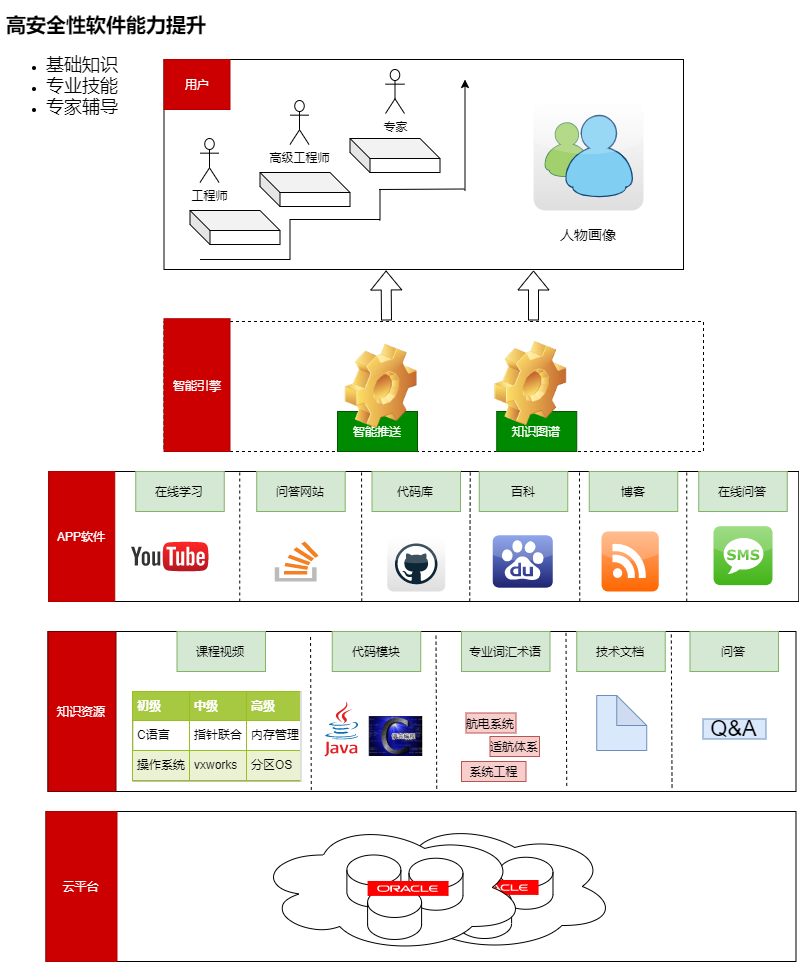 高安全性软件能力提升
基础知识
专业技能
专家辅导
用户
专家
高级工程师
工程师
人物画像
智能引擎
智能推送
知识图谱
APP软件
在线学习
问答网站
代码库
百科
博客
在线问答
YouTube
du
SMS
知识资源
课程视频
代码模块
专业词汇术语
技术文档
问答
初级 中级 高级
C语言 指针联合 内存管理
操作系统 vxworks 分区OS
Java
C
航电系统
适航体系
系统工程
Q&A
云平台
ORACLE
CLE